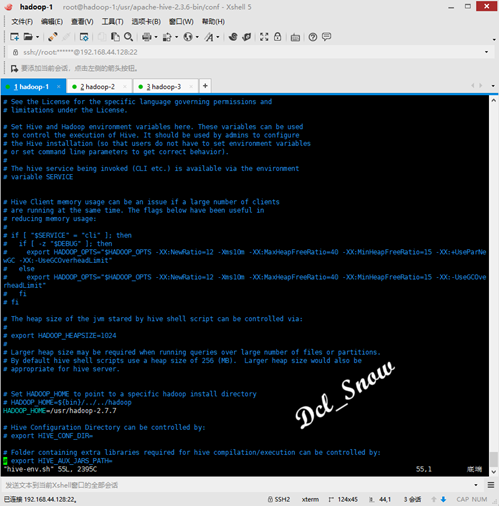 hadoop-1    root@hadoop-1:/usr/apache-hive-2.3.6-bin/conf - Xshell 5
文件(F)  编辑(E)  查看(V)  工具(T)  选项卡(B)  窗口(W)  帮助(H)
ssh://root:******@192.168.44.128:22
要添加当前会话，点击左侧的箭头按钮。
1 hadoop-1  2 hadoop-2  3 hadoop-3  +
# See the License for the specific language governing permissions and
# limitations under the License.
# Set Hive and Hadoop environment variables here. These variables can be used
# to control the execution of Hive. It should be used by admins to configure
# the Hive installation (so that users do not have to set environment variables
# or set command line parameters to get correct behavior).
#
# The hive service being invoked (CLI etc.) is available via the environment
# variable SERVICE
# Hive Client memory usage can be an issue if a large number of clients
# are running at the same time. The flags below have been useful in
# reducing memory usage:
#
# if [ "$SERVICE" = "cli" ]; then
#   if [ -z "$DEBUG" ]; then
#     export HADOOP_OPTS="$HADOOP_OPTS -XX:NewRatio=12 -Xms10m -XX:MaxHeapFreeRatio=40 -XX:MinHeapFreeRatio=15 -XX:+UseParNe
wGC -XX:-UseGCOverheadLimit"
#   else
#     export HADOOP_OPTS="$HADOOP_OPTS -XX:NewRatio=12 -Xms10m -XX:MaxHeapFreeRatio=40 -XX:MinHeapFreeRatio=15 -XX:-UseGCOve
rheadLimit"
#   fi
# fi
# The heap size of the jvm stared by hive shell script can be controlled via:
#
# export HADOOP_HEAPSIZE=1024
#
# Larger heap size may be required when running queries over large number of files or partitions.
# By default hive shell scripts use a heap size of 256 (MB).  Larger heap size would also be
# appropriate for hive server.
# Set HADOOP_HOME to point to a specific hadoop install directory
# HADOOP_HOME=${bin}/../../hadoop
HADOOP_HOME=/usr/hadoop-2.7.7
# Hive Configuration Directory can be controlled by:
# export HIVE_CONF_DIR=
# Folder containing extra libraries required for hive compilation/execution can be controlled by:
# export HIVE_AUX_JARS_PATH=
"hive-env.sh" 55L, 2395C    55,1    底端
Dcl_Snow
发送文本到当前Xshell窗口的全部会话
已连接 192.168.44.128:22。  SSH2  xterm  124x45  44,1  3 会话  CAP NUM